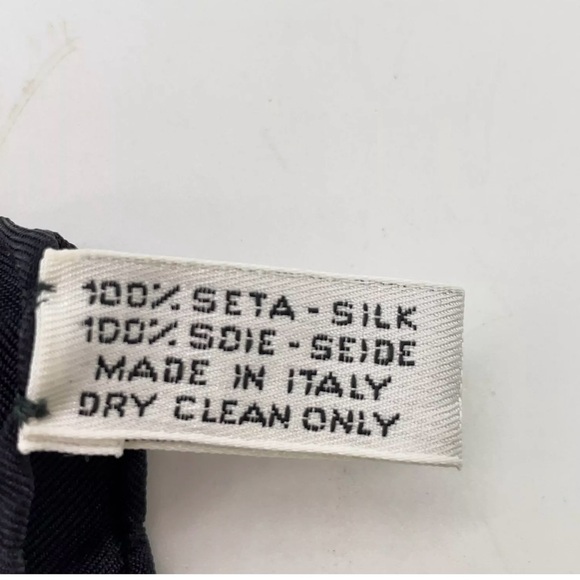 100% SETA - SILK
100% SOIE - SEIDE
MADE IN ITALY
DRY CLEAN ONLY